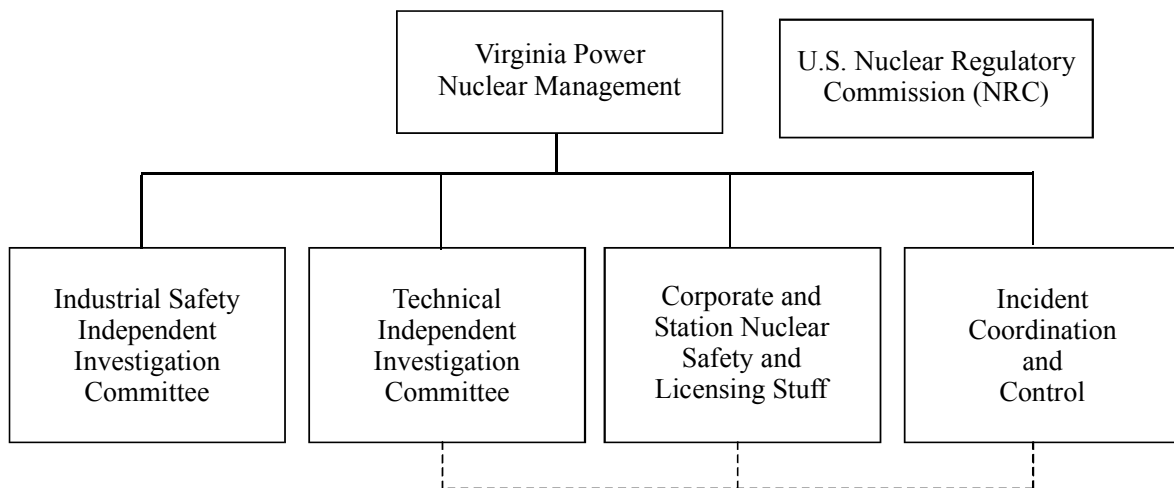 Virginia Power
Nuclear Management
U.S. Nuclear Regulatory
Commission (NRC)
Industrial Safety
Independent
Investigation
Committee
Technical
Independent
Investigation
Committee
Corporate and
Station Nuclear
Safety and
Licensing Stuff
Incident
Coordination
and
Control